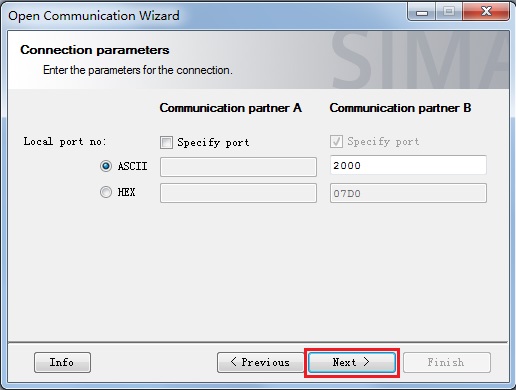 Open Communication Wizard
Connection parameters
Enter the parameters for the connection.
SIMA
Communication partner A Communication partner B
Local port no: Specify port Specify port
ASCII 2000
HEX 07D0
Info < Previous Next > Finish